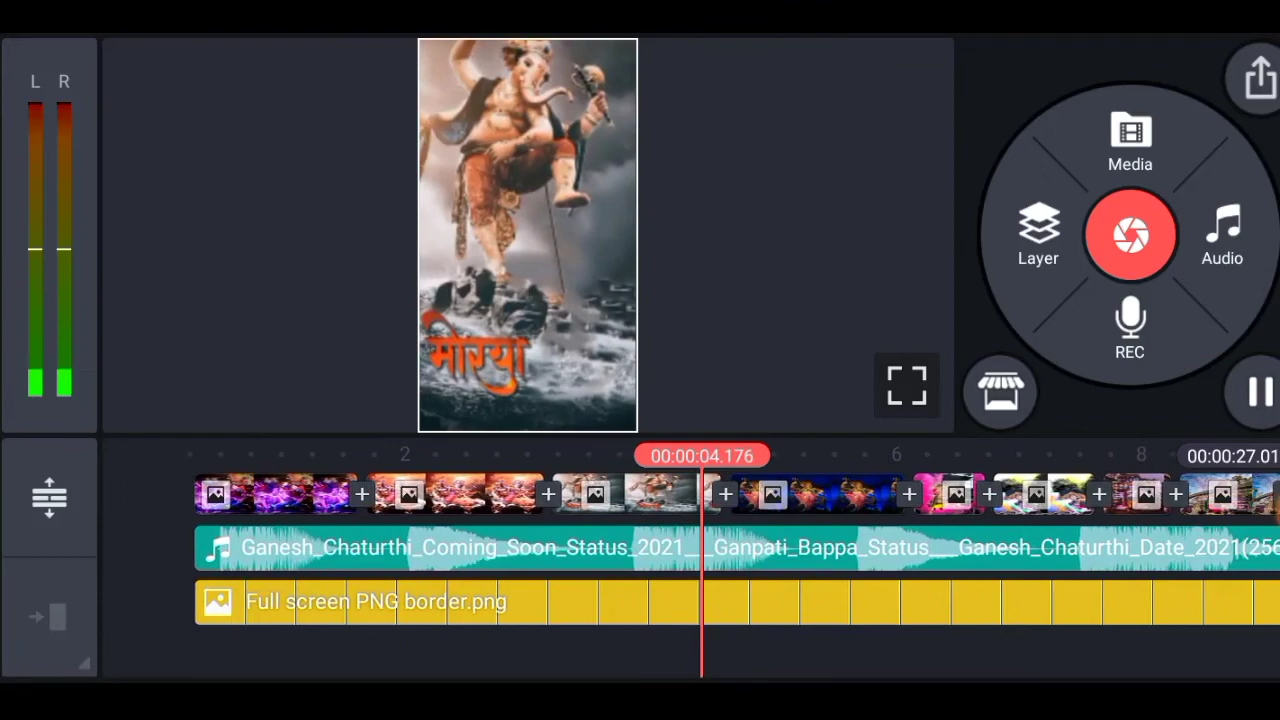 L R
Media
Layer
Audio
REC
मोरया
2
00:00:04.176
6
8
00:00:27.01
Ganesh_Chaturthi_Coming_Soon_Status_2021___Ganpati_Bappa_Status___Ganesh_Chaturthi_Date_2021(256
Full screen PNG border.png